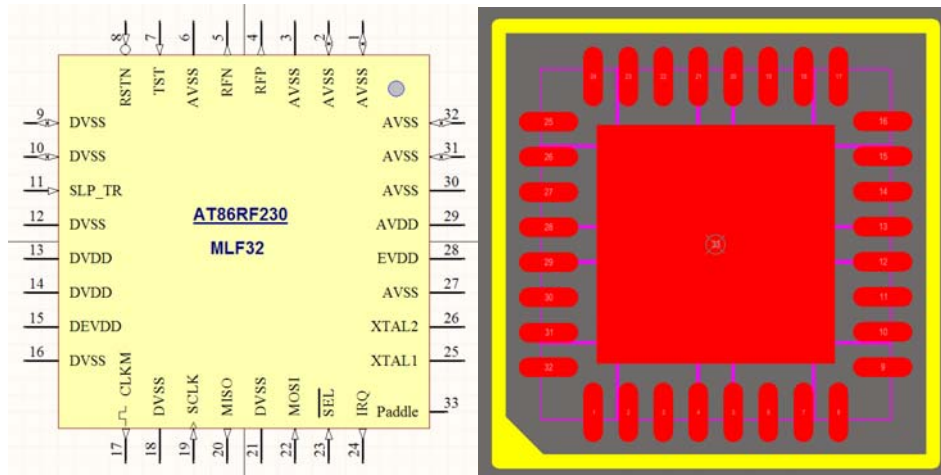 8 7 6 5 4 3 2 1
RSTN TST AVSS RFN RFP AVSS AVSS AVSS
9 DVSS AVSS 32
10 DVSS AVSS 31
11 SLP_TR AVSS 30
12 DVSS AVDD 29
AT86RF230
13 DVDD EVDD 28
MLF32
14 DVDD AVSS 27
15 DEVDD XTAL2 26
16 DVSS XTAL1 25
CLKM DVSS SCLK MISO DVSS MOSI SEL IRQ
Paddle 33
17 18 19 20 21 22 23 24
24 23 22 21 20 19 18 17
25 16
26 15
27 14
28 13
33
29 12
30 11
31 10
32 9
1 2 3 4 5 6 7 8